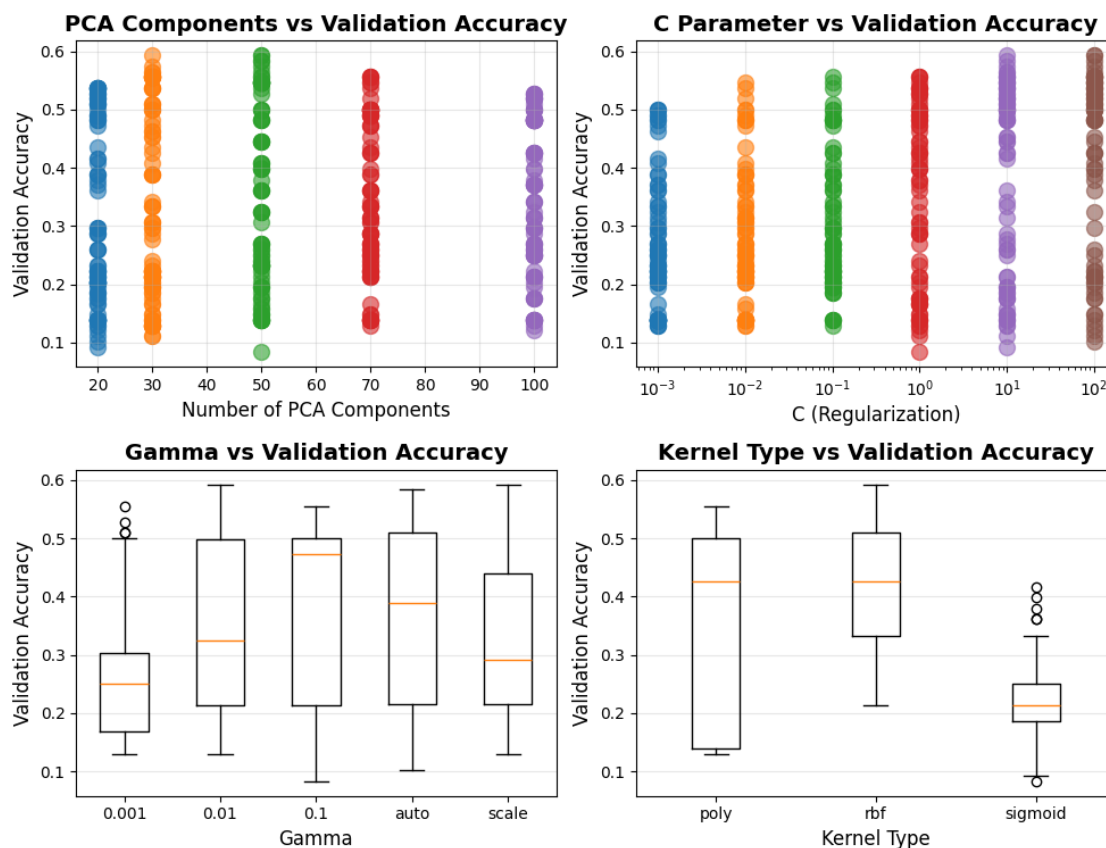 PCA Components vs Validation Accuracy
Validation Accuracy
0.6
0.5
0.4
0.3
0.2
0.1
20 30 40 50 60 70 80 90 100
Number of PCA Components
C Parameter vs Validation Accuracy
Validation Accuracy
0.6
0.5
0.4
0.3
0.2
0.1
10⁻³ 10⁻² 10⁻¹ 10⁰ 10¹ 10²
C (Regularization)
Gamma vs Validation Accuracy
Validation Accuracy
0.6
0.5
0.4
0.3
0.2
0.1
0.001 0.01 0.1 auto scale
Gamma
Kernel Type vs Validation Accuracy
Validation Accuracy
0.6
0.5
0.4
0.3
0.2
0.1
poly rbf sigmoid
Kernel Type